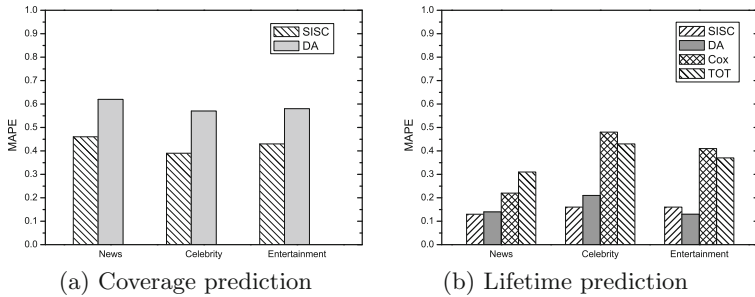 1.0
0.9
0.8
0.7
0.6
0.5
0.4
0.3
0.2
0.1
0.0
MAPE
SISC
DA
News Celebrity Entertainment
(a) Coverage prediction
1.0
0.9
0.8
0.7
0.6
0.5
0.4
0.3
0.2
0.1
0.0
MAPE
SISC
DA
Cox
TOT
News Celebrity Entertainment
(b) Lifetime prediction